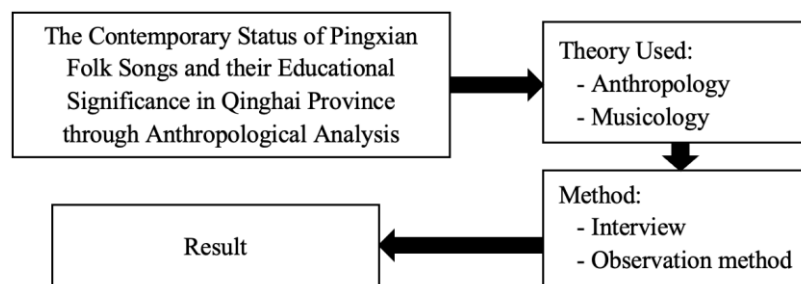 The Contemporary Status of Pingxian
Folk Songs and their Educational
Significance in Qinghai Province
through Anthropological Analysis
Theory Used:
- Anthropology
- Musicology
Method:
- Interview
- Observation method
Result